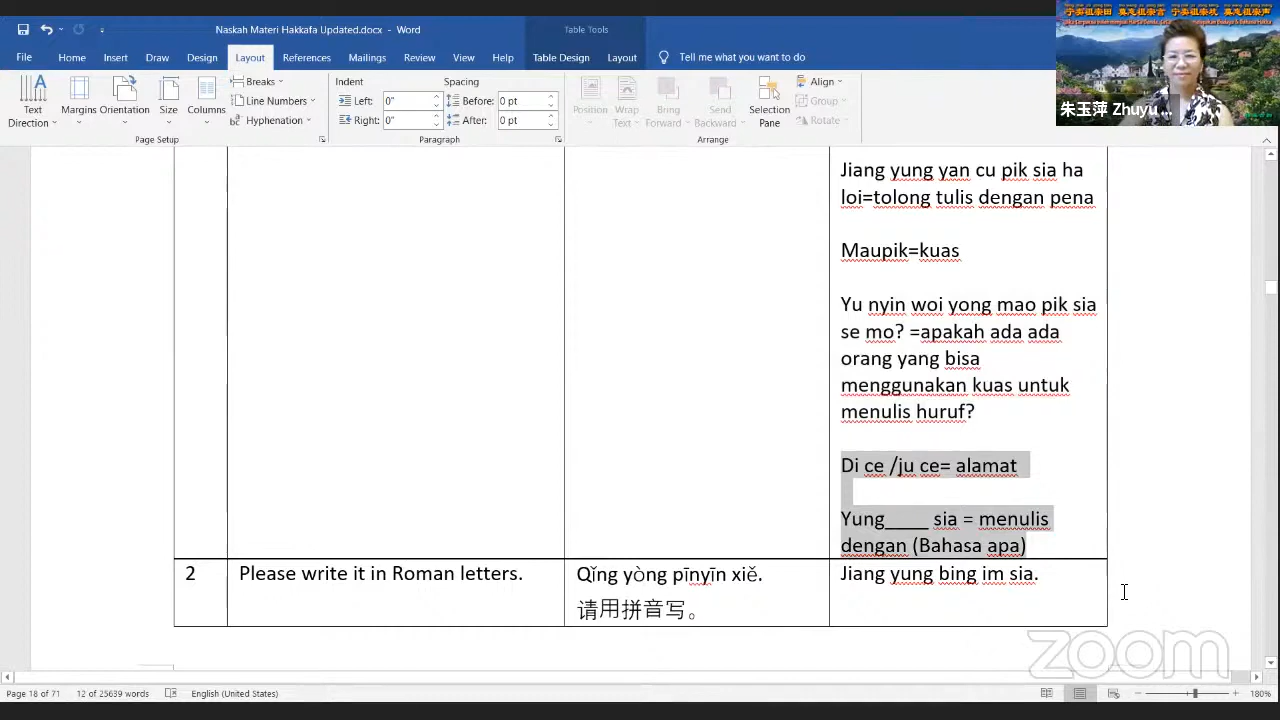 Naskah Materi Hakkafa Updated.docx - Word
Table Tools
File Home Insert Draw Design Layout References Mailings Review View Help Table Design Layout Tell me what you want to do
Text Direction
Margins
Orientation
Size
Columns
Breaks
Line Numbers
Hyphenation
Page Setup
Indent
Left: 0"
Right: 0"
Spacing
Before: 0 pt
After: 0 pt
Paragraph
Position
Wrap Text
Bring Forward
Send Backward
Selection Pane
Align
Group
Rotate
Arrange
朱玉萍 Zhuyu ...
Jiang yung yan cu pik sia ha
loi=tolong tulis dengan pena
Maupik=kuas
Yu nyin woi yong mao pik sia
se mo? =apakah ada ada
orang yang bisa
menggunakan kuas untuk
menulis huruf?
Di ce /ju ce= alamat
Yung____ sia = menulis
dengan (Bahasa apa)
2 Please write it in Roman letters. Qǐng yòng pīnyīn xiě. Jiang yung bing im sia.
请用拼音写。
zoom
Page 18 of 71 12 of 25639 words English (United States) 180%